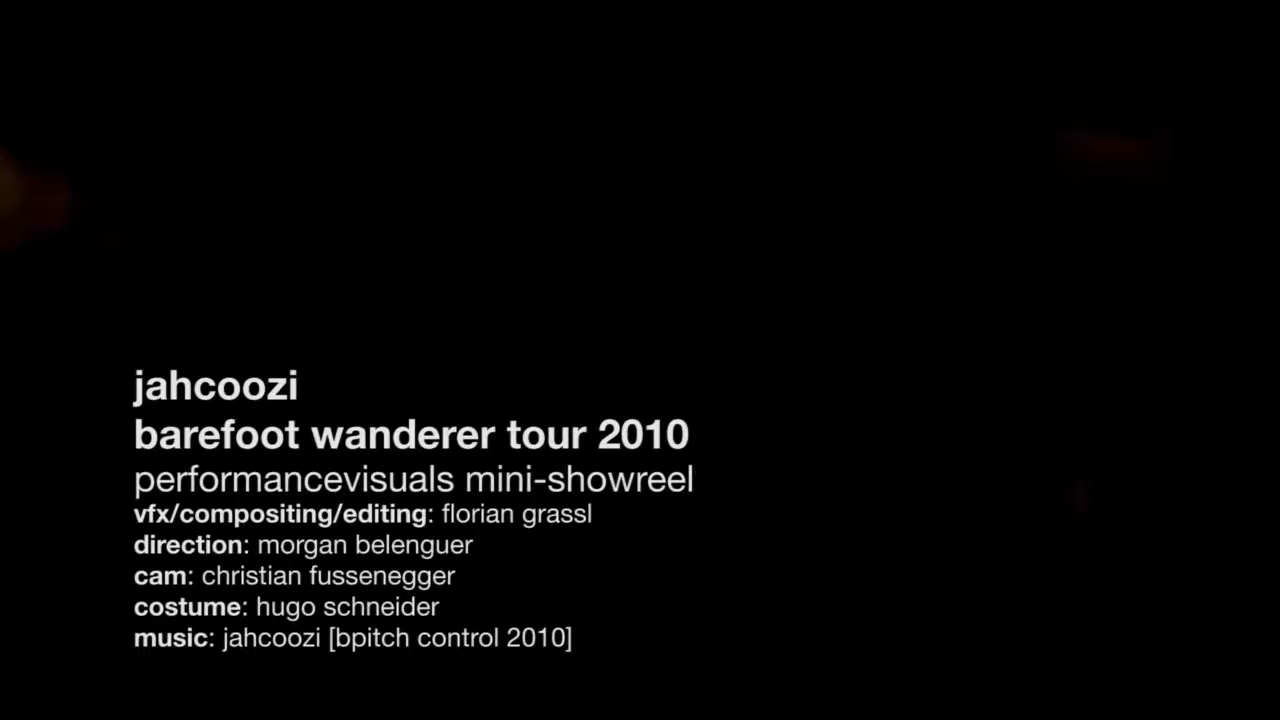 jahcoozi
barefoot wanderer tour 2010
performancevisuals mini-showreel
vfx/compositing/editing: florian grassl
direction: morgan belenguer
cam: christian fussenegger
costume: hugo schneider
music: jahcoozi [bpitch control 2010]